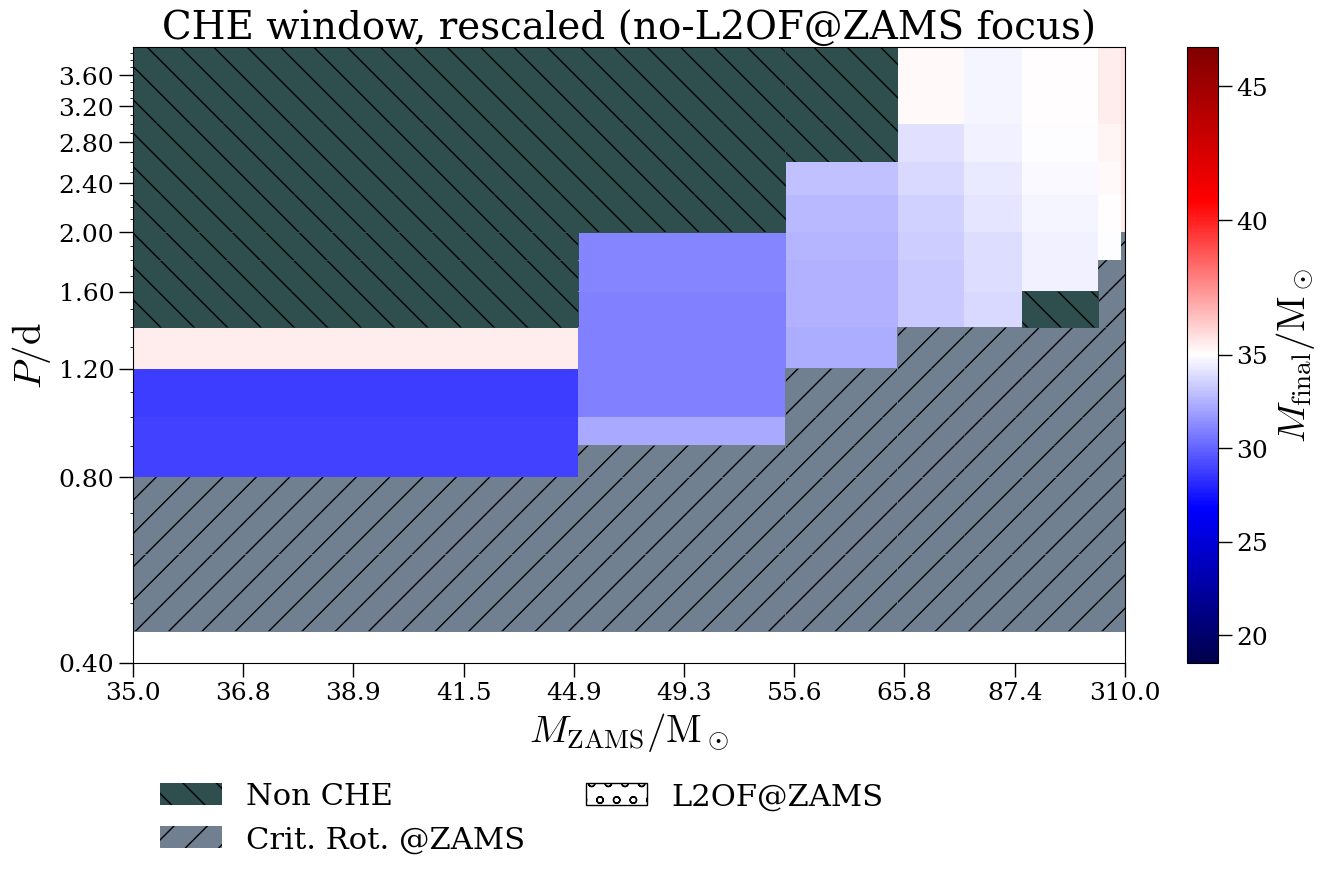 CHE window, rescaled (no-L2OF@ZAMS focus)
3.60
3.20
2.80
2.40
2.00
1.60
1.20
0.80
0.40
P/d
35.0 36.8 38.9 41.5 44.9 49.3 55.6 65.8 87.4 310.0
M_ZAMS/M_⊙
45
40
35
30
25
20
M_final/M_⊙
Non CHE
Crit. Rot. @ZAMS
L2OF@ZAMS